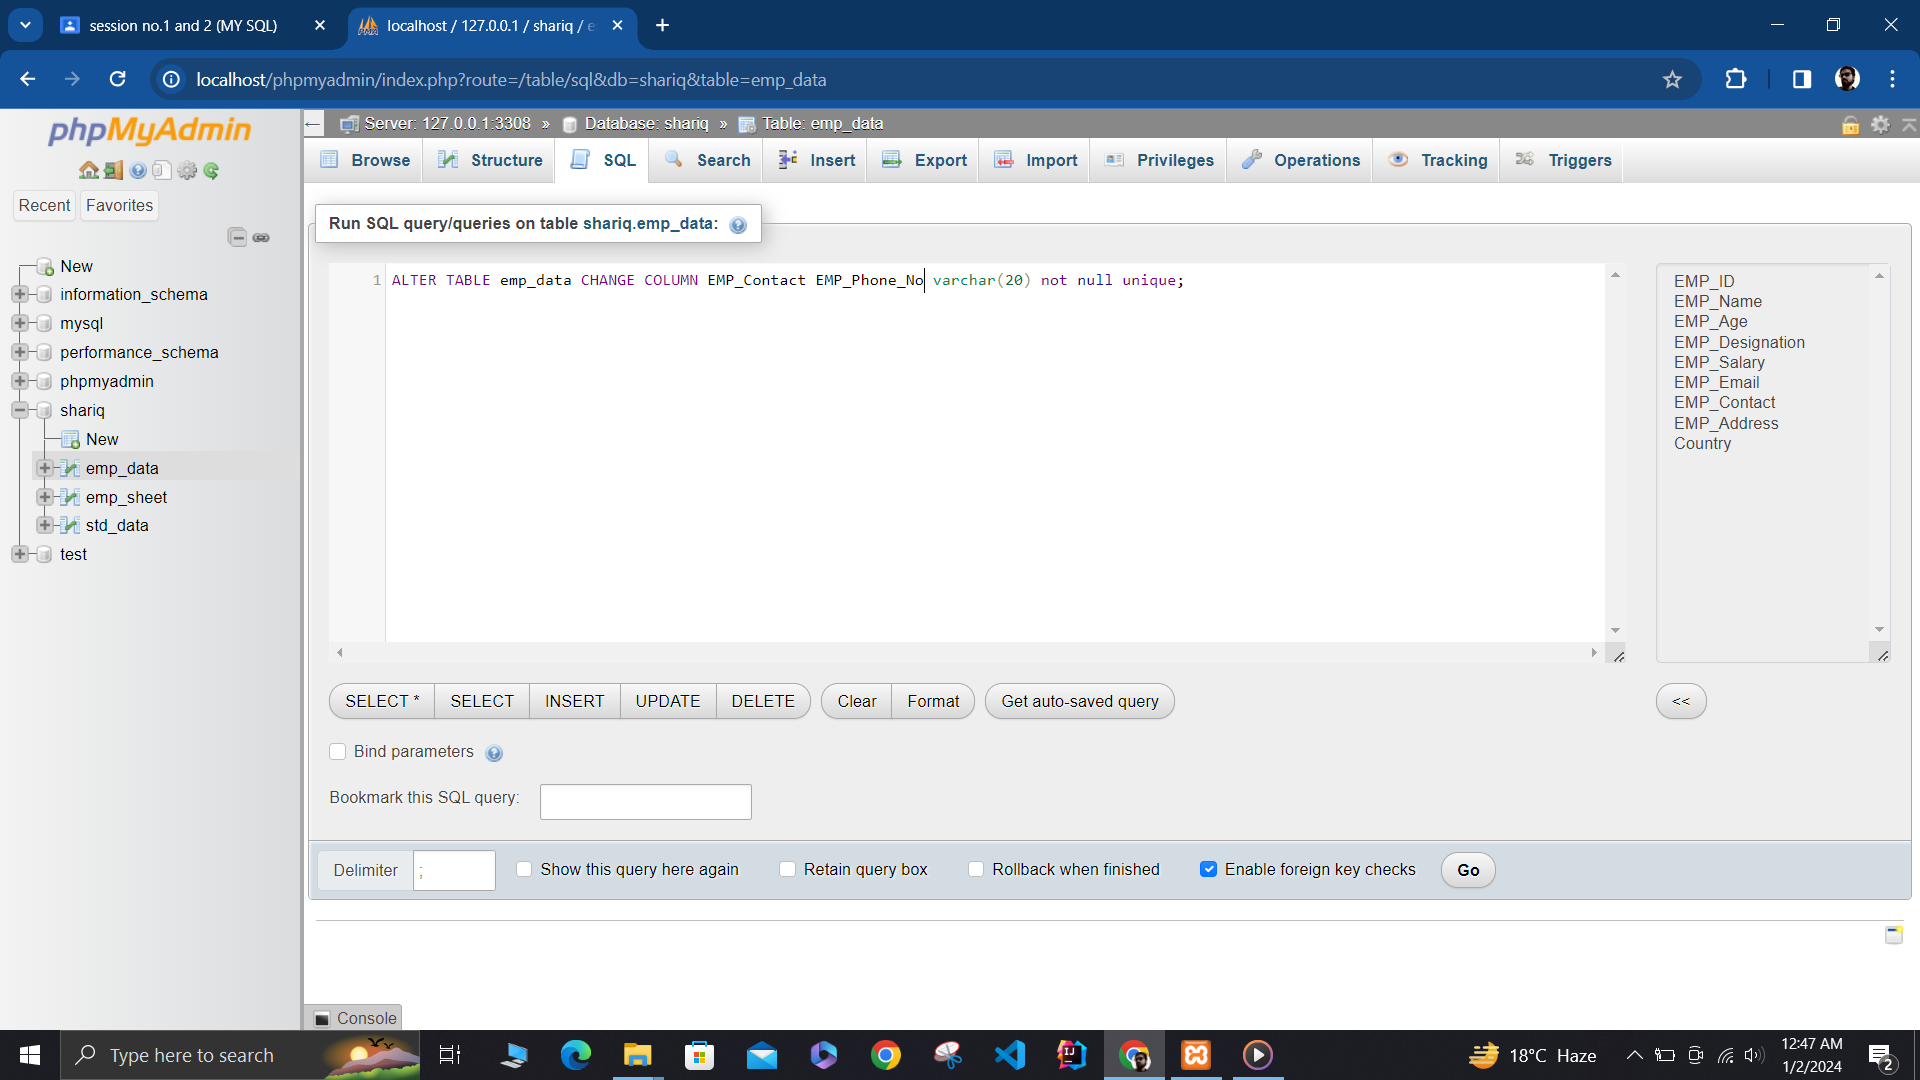 session no.1 and 2 (MY SQL)
localhost / 127.0.0.1 / shariq / e
localhost/phpmyadmin/index.php?route=/table/sql&db=shariq&table=emp_data
phpMyAdmin
Server: 127.0.0.1:3308 » Database: shariq » Table: emp_data
Browse Structure SQL Search Insert Export Import Privileges Operations Tracking Triggers
Recent Favorites
Run SQL query/queries on table shariq.emp_data:
New
information_schema
mysql
performance_schema
phpmyadmin
shariq
New
emp_data
emp_sheet
std_data
test
1 ALTER TABLE emp_data CHANGE COLUMN EMP_Contact EMP_Phone_No varchar(20) not null unique;
EMP_ID
EMP_Name
EMP_Age
EMP_Designation
EMP_Salary
EMP_Email
EMP_Contact
EMP_Address
Country
SELECT * SELECT INSERT UPDATE DELETE Clear Format Get auto-saved query <<
Bind parameters
Bookmark this SQL query:
Delimiter ; Show this query here again Retain query box Rollback when finished Enable foreign key checks Go
Console
Type here to search
18°C Haze
12:47 AM
1/2/2024
2